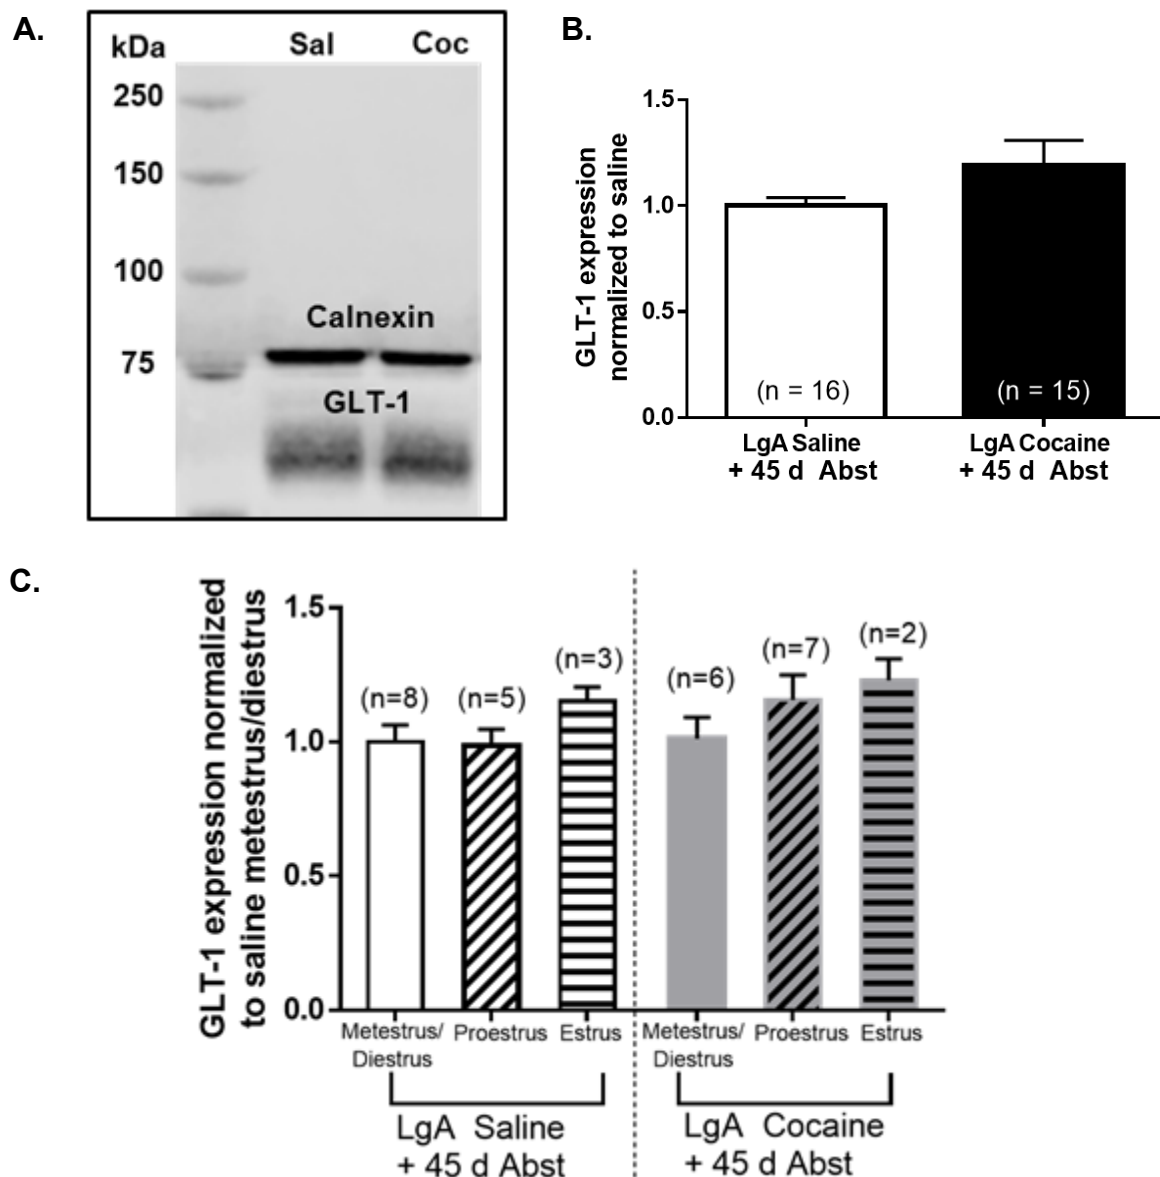 A.
kDa
Sal
Coc
250
150
100
Calnexin
75
GLT-1
B.
GLT-1 expression
normalized to saline
1.5
1.0
0.5
0.0
(n = 16)
(n = 15)
LgA Saline
+ 45 d Abst
LgA Cocaine
+ 45 d Abst
C.
GLT-1 expression normalized
to saline metestrus/diestrus
1.5
1.0
0.5
0.0
(n=8)
(n=5)
(n=3)
(n=6)
(n=7)
(n=2)
Metestrus/
Diestrus
Proestrus
Estrus
Metestrus/
Diestrus
Proestrus
Estrus
LgA Saline
+ 45 d Abst
LgA Cocaine
+ 45 d Abst